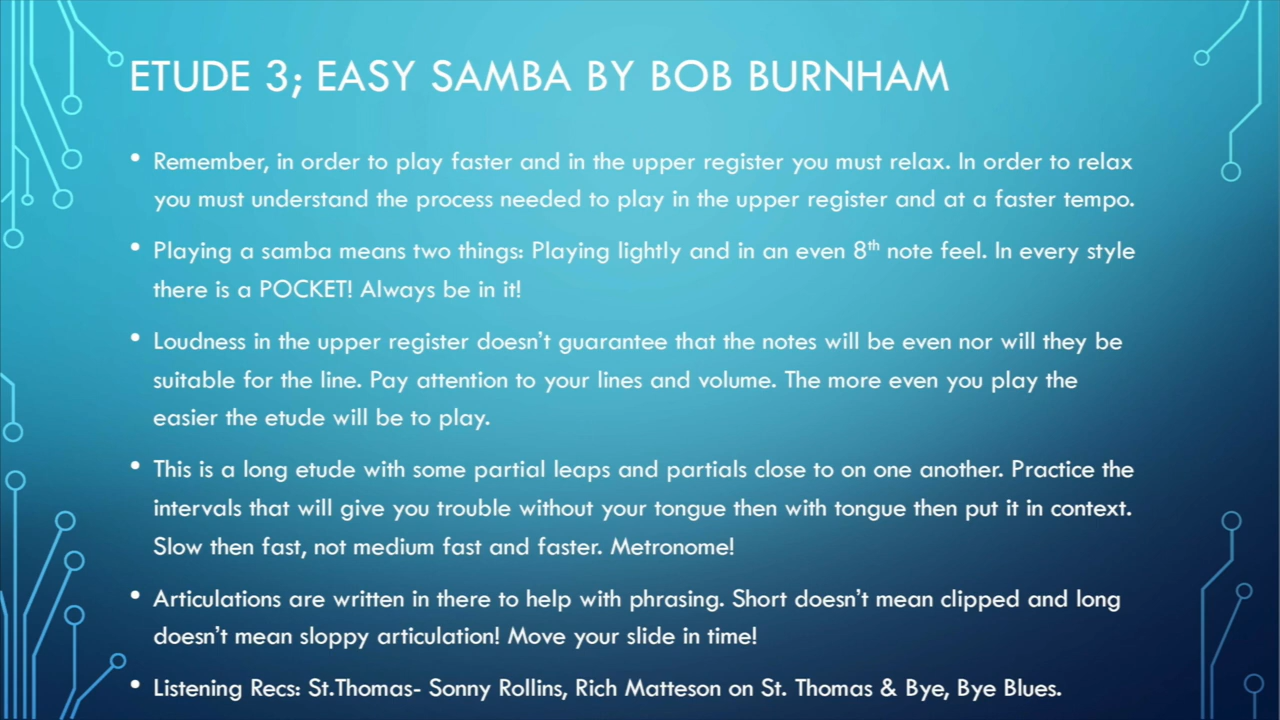 ETUDE 3; EASY SAMBA BY BOB BURNHAM
• Remember, in order to play faster and in the upper register you must relax. In order to relax
you must understand the process needed to play in the upper register and at a faster tempo.
• Playing a samba means two things: Playing lightly and in an even 8th note feel. In every style
there is a POCKET! Always be in it!
• Loudness in the upper register doesn't guarantee that the notes will be even nor will they be
suitable for the line. Pay attention to your lines and volume. The more even you play the
easier the etude will be to play.
• This is a long etude with some partial leaps and partials close to on one another. Practice the
intervals that will give you trouble without your tongue then with tongue then put it in context.
Slow then fast, not medium fast and faster. Metronome!
• Articulations are written in there to help with phrasing. Short doesn't mean clipped and long
doesn't mean sloppy articulation! Move your slide in time!
• Listening Recs: St.Thomas- Sonny Rollins, Rich Matteson on St. Thomas & Bye, Bye Blues.